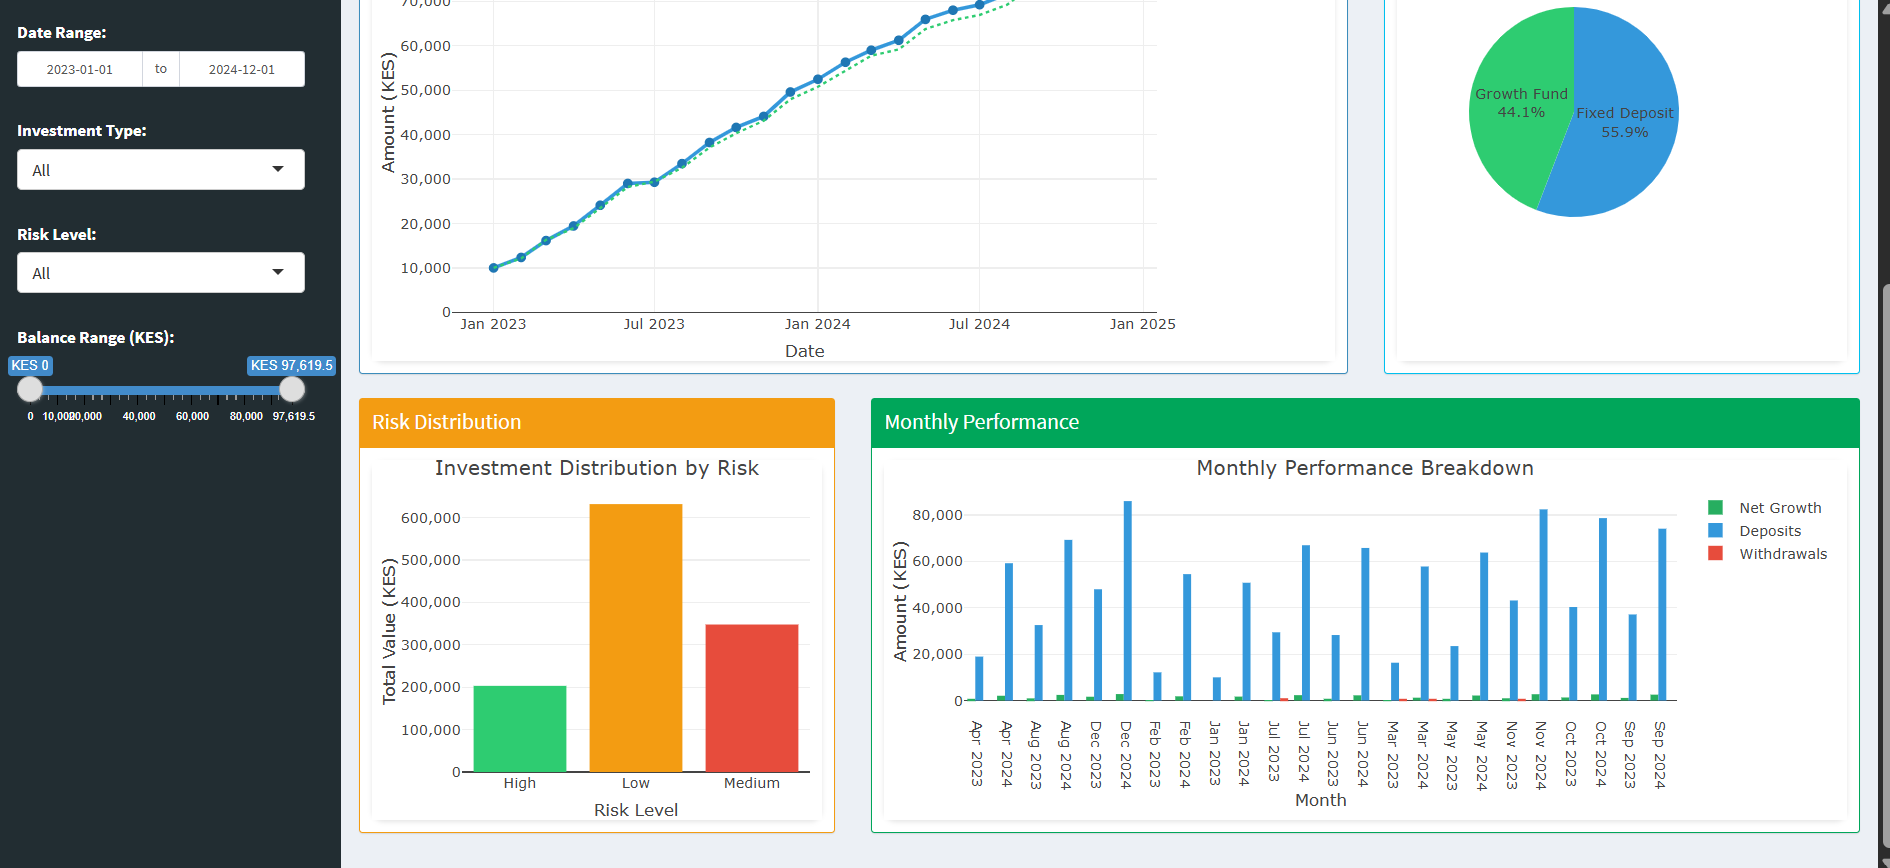 Date Range:
2023-01-01 to 2024-12-01
Investment Type:
All
Risk Level:
All
Balance Range (KES):
KES 0 KES 97,619.5
0 10,000 20,000 40,000 60,000 80,000 97,619.5
70,000
60,000
50,000
40,000
30,000
20,000
10,000
0
Amount (KES)
Jan 2023 Jul 2023 Jan 2024 Jul 2024 Jan 2025
Date
Growth Fund
44.1%
Fixed Deposit
55.9%
Risk Distribution
Investment Distribution by Risk
600,000
500,000
400,000
300,000
200,000
100,000
0
Total Value (KES)
High Low Medium
Risk Level
Monthly Performance
Monthly Performance Breakdown
80,000
60,000
40,000
20,000
0
Amount (KES)
Net Growth
Deposits
Withdrawals
Apr 2023
Apr 2024
Aug 2023
Aug 2024
Dec 2023
Dec 2024
Feb 2023
Feb 2024
Jan 2023
Jan 2024
Jul 2023
Jul 2024
Jun 2023
Jun 2024
Mar 2023
Mar 2024
May 2023
May 2024
Nov 2023
Nov 2024
Oct 2023
Oct 2024
Sep 2023
Sep 2024
Month